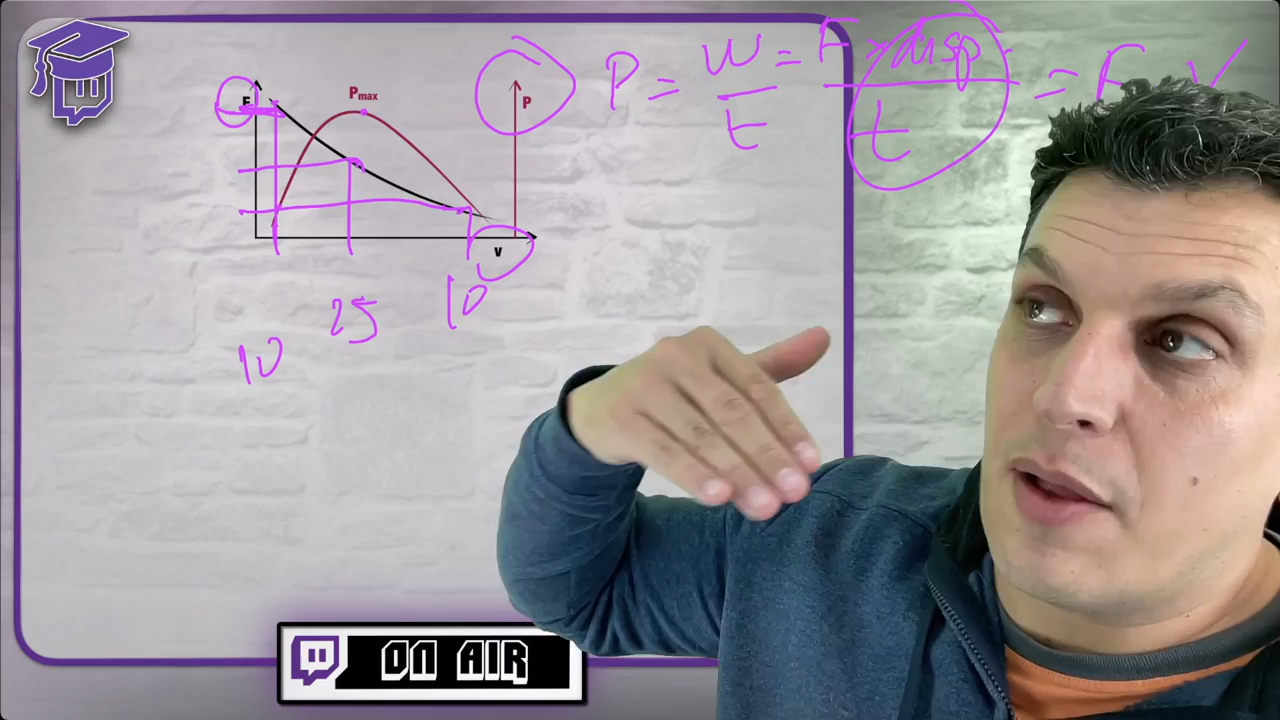 P = W = F × disp = F V
t t
F Pmax P
V
25 10
10
ON AIR